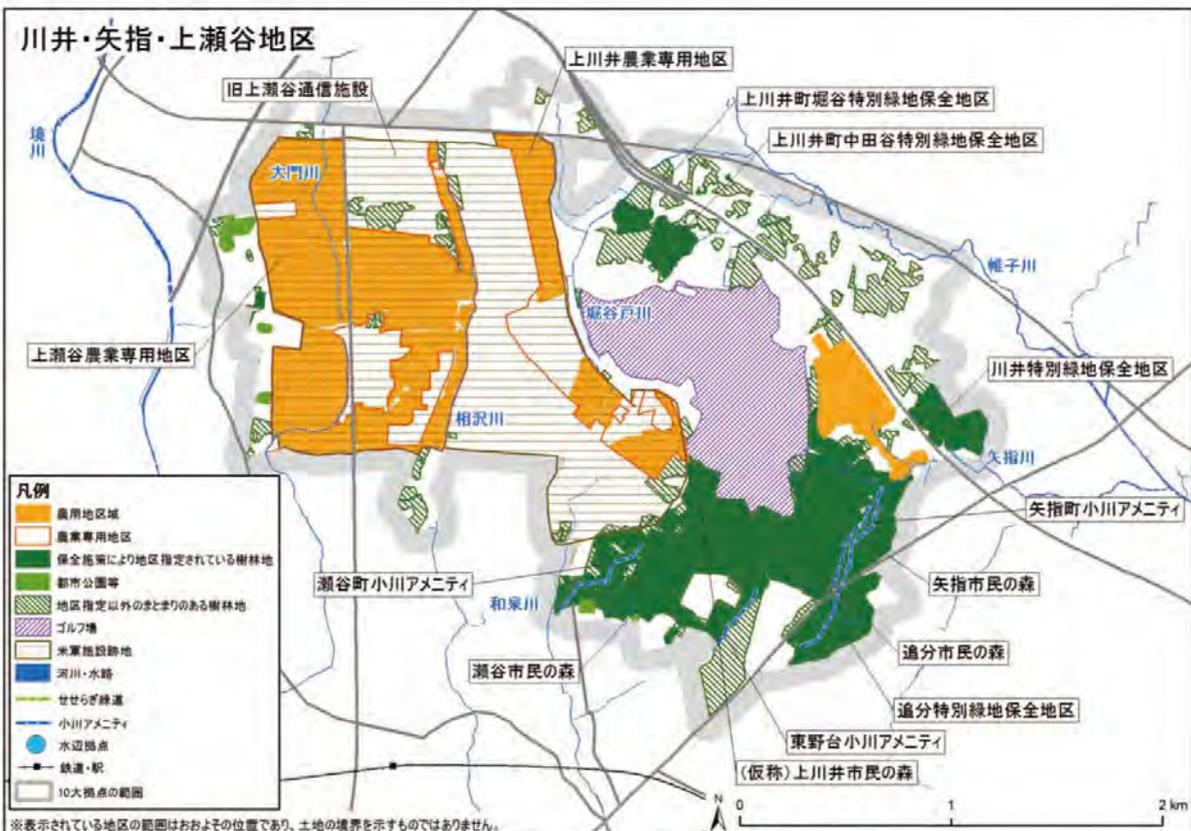 川井・矢指・上瀬谷地区
上川井農業専用地区
旧上瀬谷通信施設
上川井町堀谷特別緑地保全地区
上川井町中田谷特別緑地保全地区
境川
大門川
帷子川
堀谷戸川
上瀬谷農業専用地区
川井特別緑地保全地区
相沢川
矢指川
矢指町小川アメニティ
瀬谷町小川アメニティ
和泉川
矢指市民の森
瀬谷市民の森
追分市民の森
追分特別緑地保全地区
東野台小川アメニティ
(仮称)上川井市民の森
凡例
農用地区域
農業専用地区
保全施策により地区指定されている樹林地
都市公園等
地区指定以外のまとまりのある樹林地
ゴルフ場
米軍施設跡地
河川・水路
せせらぎ緑道
小川アメニティ
水辺拠点
鉄道・駅
10大拠点の範囲
N
0 1 2 km
※表示されている地区の範囲はおおよその位置であり、土地の境界を示すものではありません。